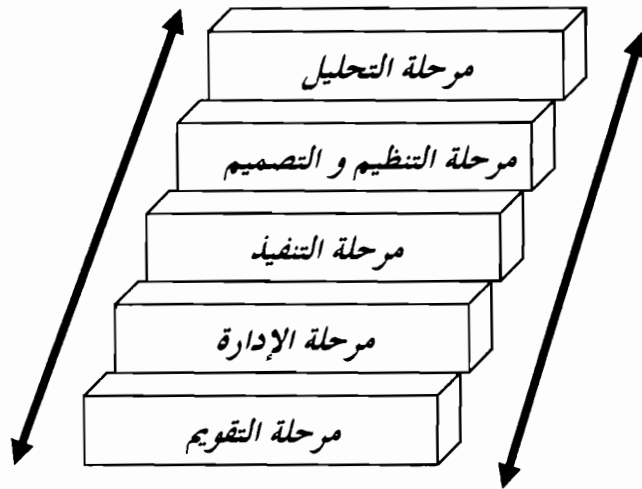 مرحلة التحليل
مرحلة التنظيم و التصميم
مرحلة التنفيذ
مرحلة الإدارة
مرحلة التقويم